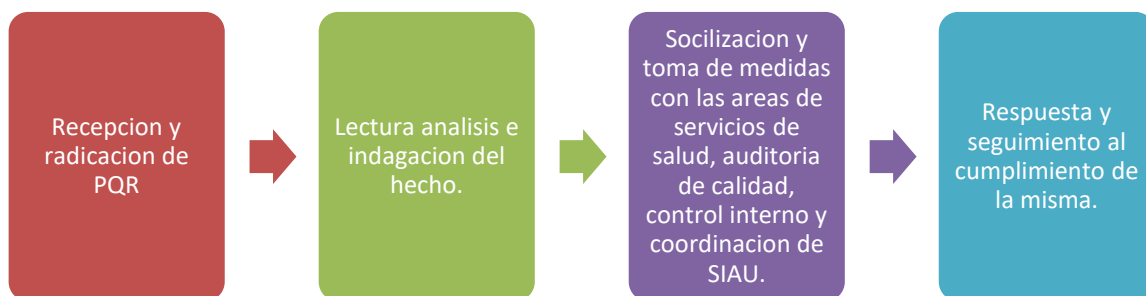 Recepcion y
radicacion de
PQR
Lectura analisis e
indagacion del
hecho.
Socilizacion y
toma de medidas
con las areas de
servicios de
salud, auditoria
de calidad,
control interno y
coordinacion de
SIAU.
Respuesta y
seguimiento al
cumplimiento de
la misma.